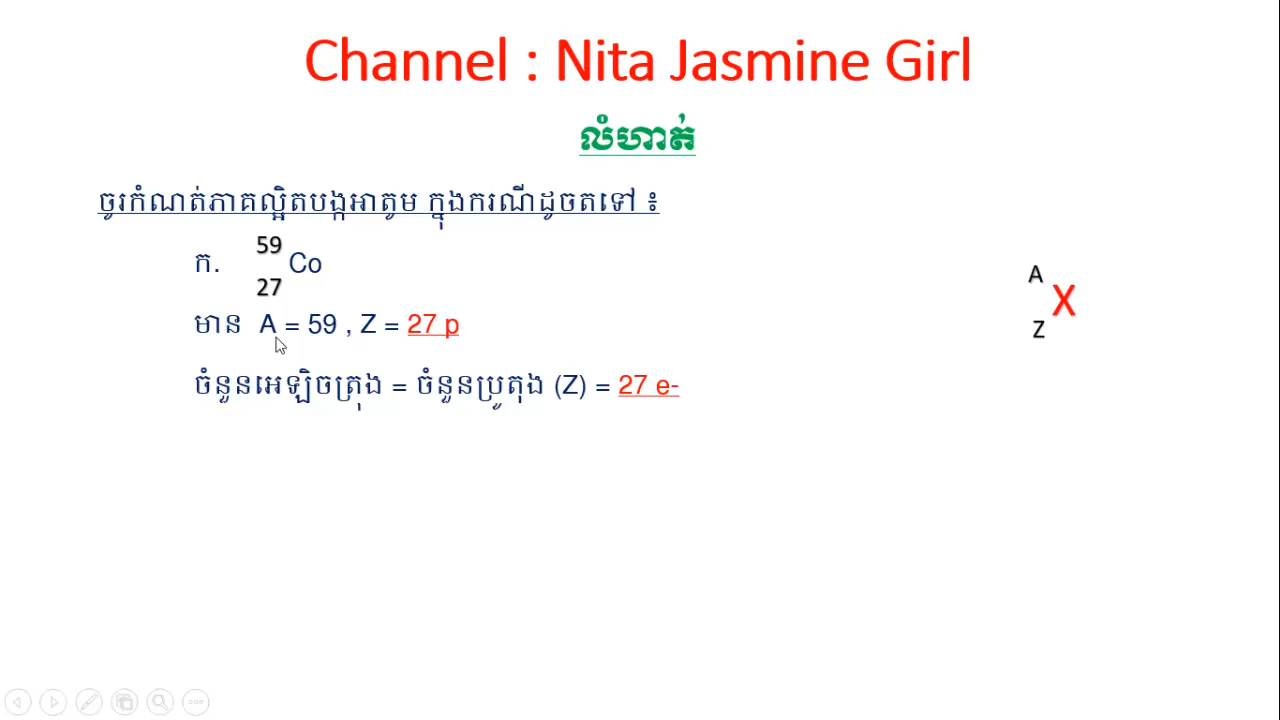 Channel : Nita Jasmine Girl
លំហាត់
ចូរកំណត់ភាគល្អិតបង្កអាតូម ក្នុងករណីដូចតទៅ ៖
59
ក. Co
27
មាន A = 59 , Z = 27 p
ចំនួនអេឡិចត្រុង = ចំនួនប្រូតុង (Z) = 27 e-
A
X
Z